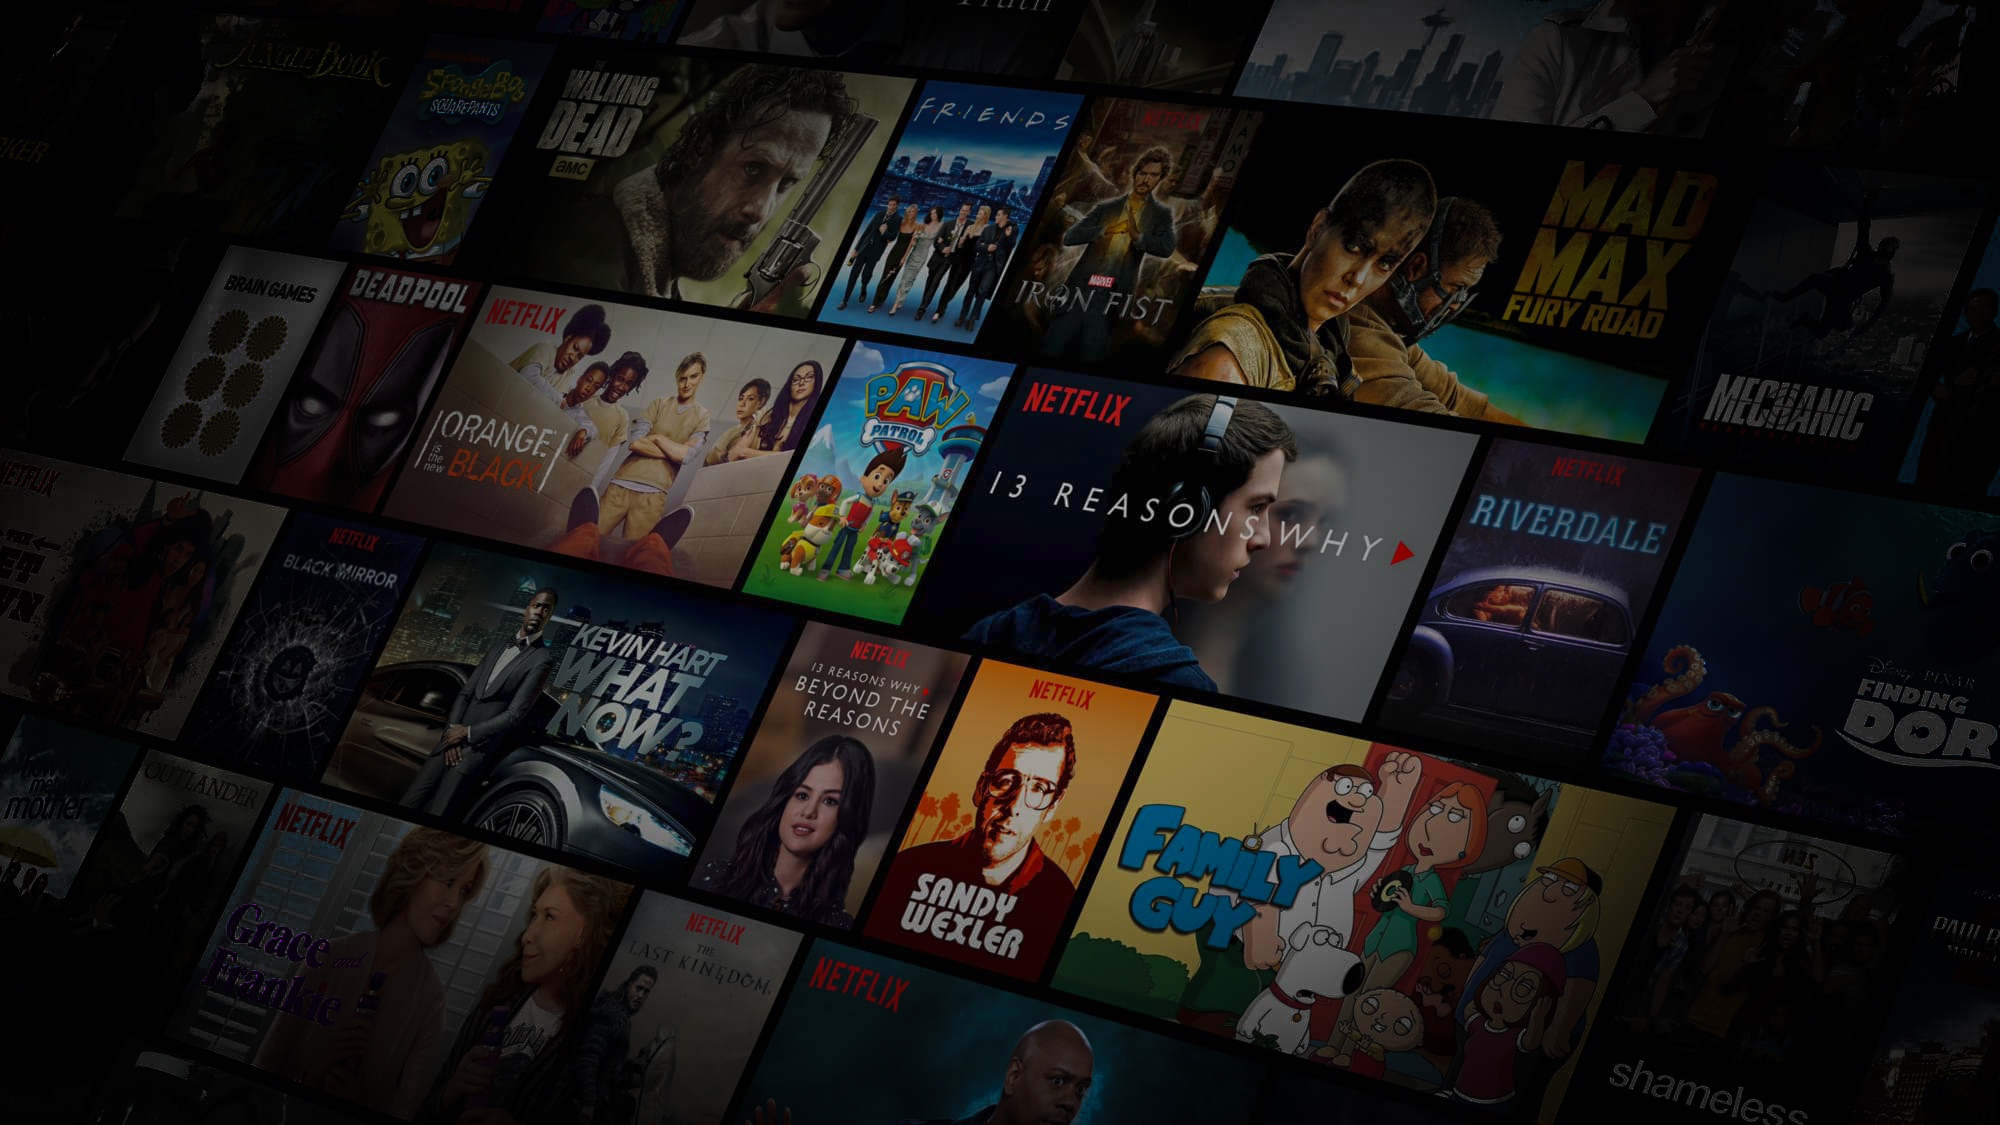 JUNGLE BOOK
SPONGEBOB
SQUAREPANTS
THE
WALKING
DEAD
aMC
FRIENDS
NETFLIX
MARVEL
IRON FIST
MAD
MAX
FURY ROAD
MECHANIC
BRAIN GAMES
DEADPOOL
NETFLIX
ORANGE
is
the
new
BLACK
PAW
PATROL
NETFLIX
13 REASONS WHY
NETFLIX
RIVERDALE
Disney PIXAR
FINDING
DOR
NETFLIX
THE
NETFLIX
BLACK MIRROR
KEVIN HART
WHAT
NOW?
NETFLIX
13 REASONS WHY
BEYOND THE
REASONS
NETFLIX
SANDY
WEXLER
FAMILY
GUY
mother
OUTLANDER
NETFLIX
Grace and
Frankie
NETFLIX
THE
LAST KINGDOM
NETFLIX
shameless